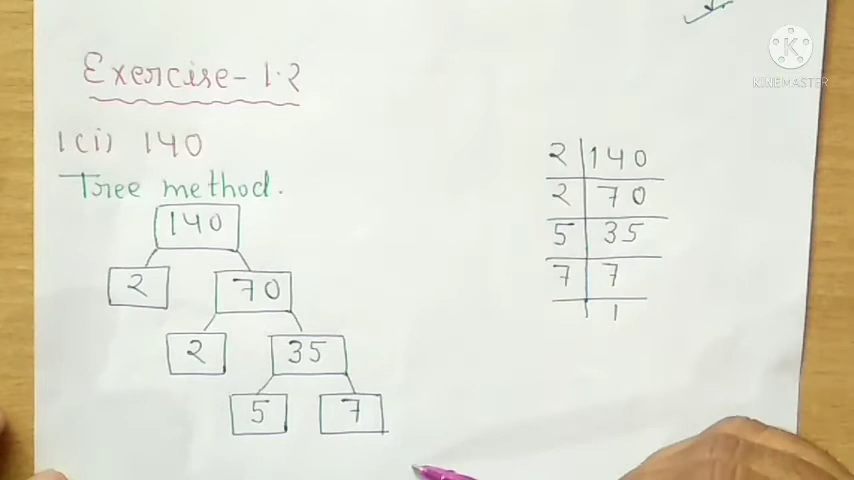 K
KINEMASTER
Exercise - 1.2
1(i) 140
Tree method.
140
2 70
2 35
5 7
2 140
2 70
5 35
7 7
1